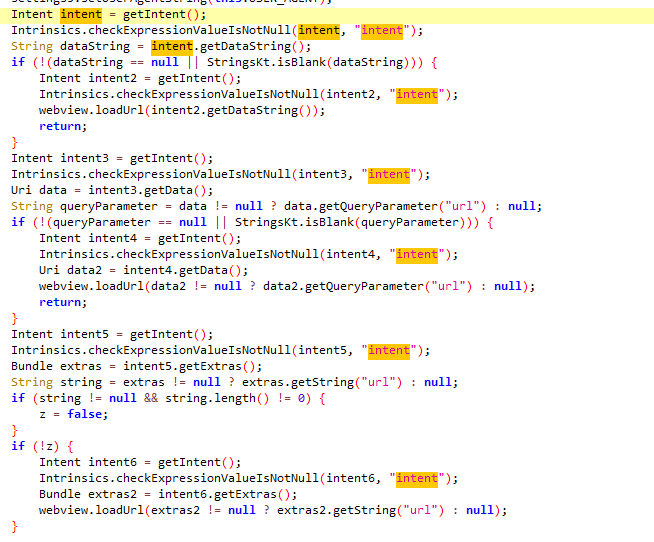 Intent intent = getIntent();
Intrinsics.checkExpressionValueIsNotNull(intent, "intent");
String dataString = intent.getDataString();
if (!(dataString == null || StringsKt.isBlank(dataString))) {
    Intent intent2 = getIntent();
    Intrinsics.checkExpressionValueIsNotNull(intent2, "intent");
    webview.loadUrl(intent2.getDataString());
    return;
}
Intent intent3 = getIntent();
Intrinsics.checkExpressionValueIsNotNull(intent3, "intent");
Uri data = intent3.getData();
String queryParameter = data != null ? data.getQueryParameter("url") : null;
if (!(queryParameter == null || StringsKt.isBlank(queryParameter))) {
    Intent intent4 = getIntent();
    Intrinsics.checkExpressionValueIsNotNull(intent4, "intent");
    Uri data2 = intent4.getData();
    webview.loadUrl(data2 != null ? data2.getQueryParameter("url") : null);
    return;
}
Intent intent5 = getIntent();
Intrinsics.checkExpressionValueIsNotNull(intent5, "intent");
Bundle extras = intent5.getExtras();
String string = extras != null ? extras.getString("url") : null;
if (string != null && string.length() != 0) {
    z = false;
}
if (!z) {
    Intent intent6 = getIntent();
    Intrinsics.checkExpressionValueIsNotNull(intent6, "intent");
    Bundle extras2 = intent6.getExtras();
    webview.loadUrl(extras2 != null ? extras2.getString("url") : null);
}